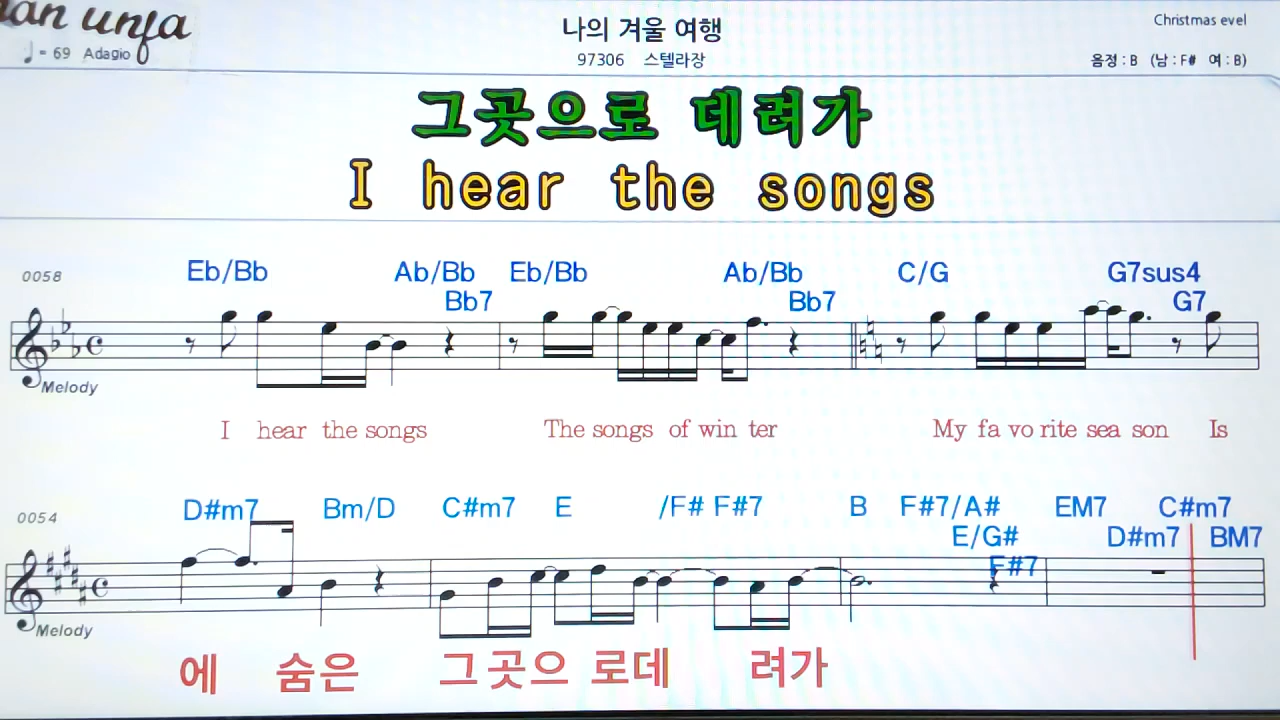 unfa
♩= 69 Adagio
나의 겨울 여행
97306 스텔라장
Christmas evel
음정 : B (남 : F# 여 : B)
그곳으로 데려가
I hear the songs
0058
Eb/Bb Ab/Bb Eb/Bb Ab/Bb C/G G7sus4
Bb7 Bb7 G7
Melody
I hear the songs The songs of win ter My fa vo rite sea son Is
0054
D#m7 Bm/D C#m7 E /F# F#7 B F#7/A# EM7 C#m7
E/G# D#m7 BM7
F#7
Melody
에 숨은 그곳으 로데 려가